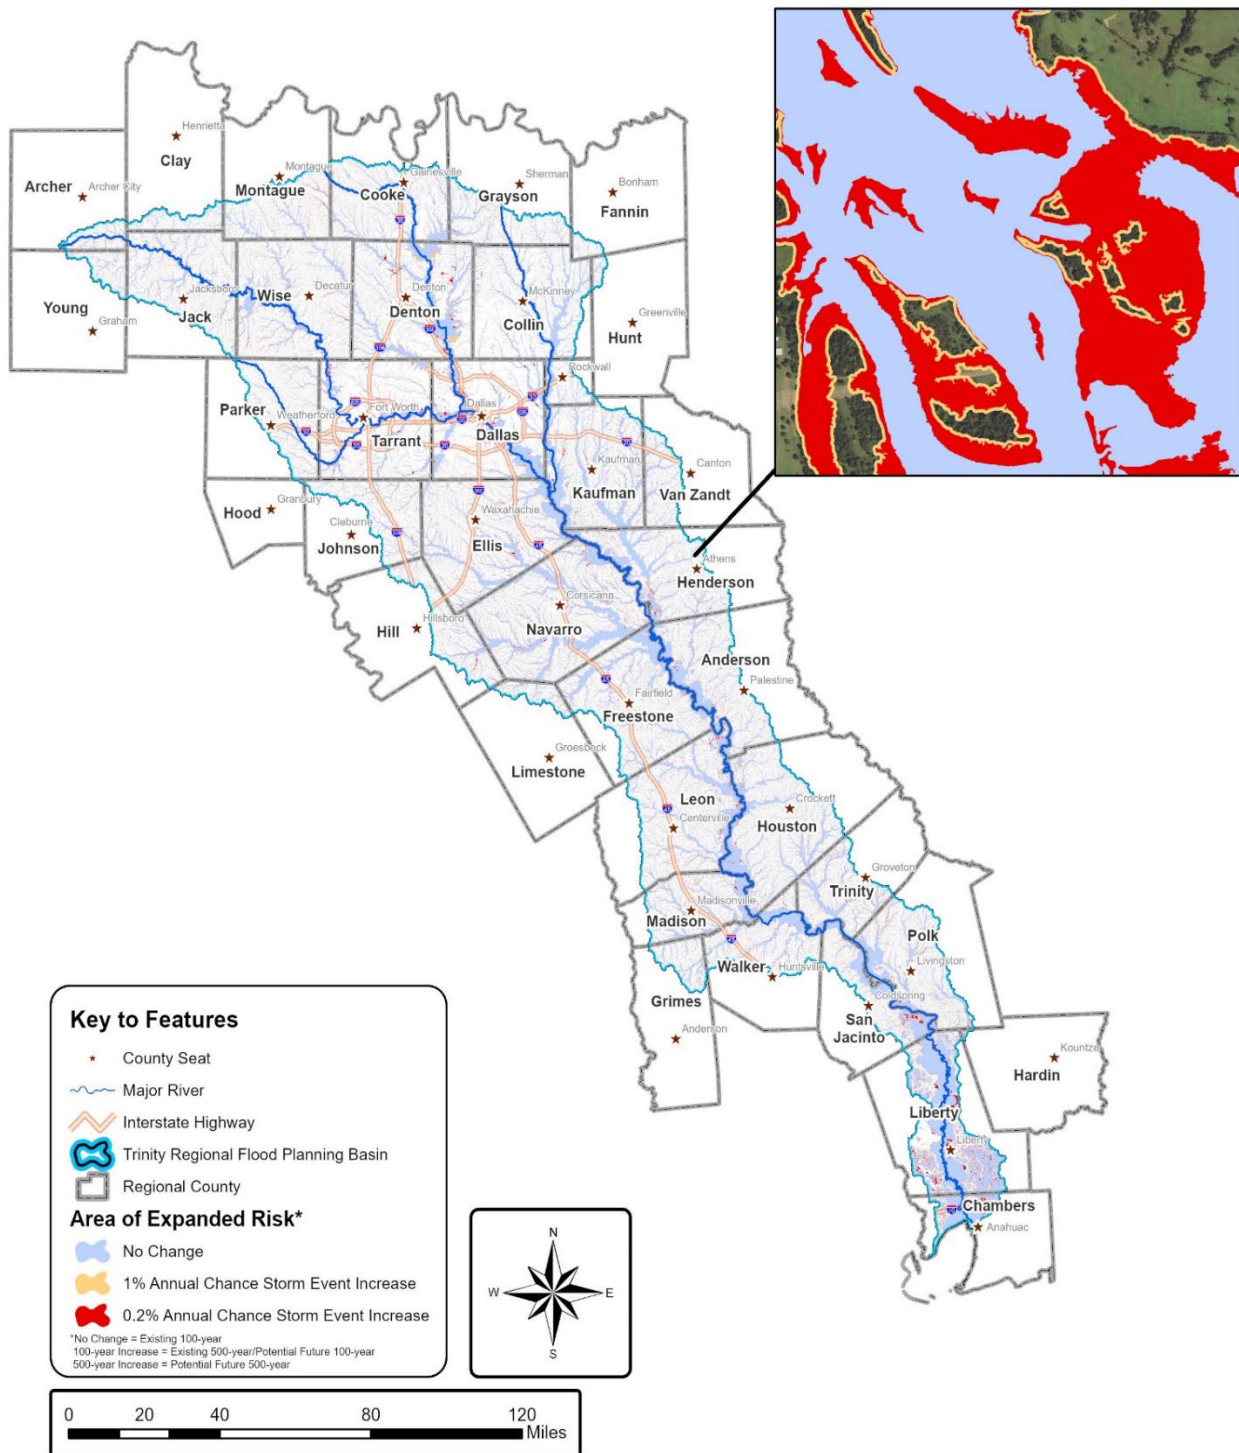 Henrietta
Clay
Archer
Archer City
Montague
Montague
Gainesville
Cooke
Sherman
Grayson
Bonham
Fannin
Young
Graham
Jacksboro
Jack
Wise
Decatur
Denton
Denton
McKinney
Collin
Greenville
Hunt
Rockwall
Parker
Weatherford
Fort Worth
Tarrant
Dallas
Dallas
Kaufman
Kaufman
Canton
Van Zandt
Hood
Granbury
Cleburne
Johnson
Waxahachie
Ellis
Athens
Henderson
Hill
Hillsboro
Corsicana
Navarro
Anderson
Palestine
Fairfield
Freestone
Groesbeck
Limestone
Leon
Centerville
Crockett
Houston
Groveton
Trinity
Madisonville
Madison
Polk
Livingston
Walker
Huntsville
Grimes
Anderson
Coldspring
San
Jacinto
Kountze
Hardin
Liberty
Liberty
Chambers
Anahuac
Key to Features
County Seat
Major River
Interstate Highway
Trinity Regional Flood Planning Basin
Regional County
Area of Expanded Risk*
No Change
1% Annual Chance Storm Event Increase
0.2% Annual Chance Storm Event Increase
*No Change = Existing 100-year
100-year Increase = Existing 500-year/Potential Future 100-year
500-year Increase = Potential Future 500-year
N
W
E
S
0 20 40 80 120
Miles